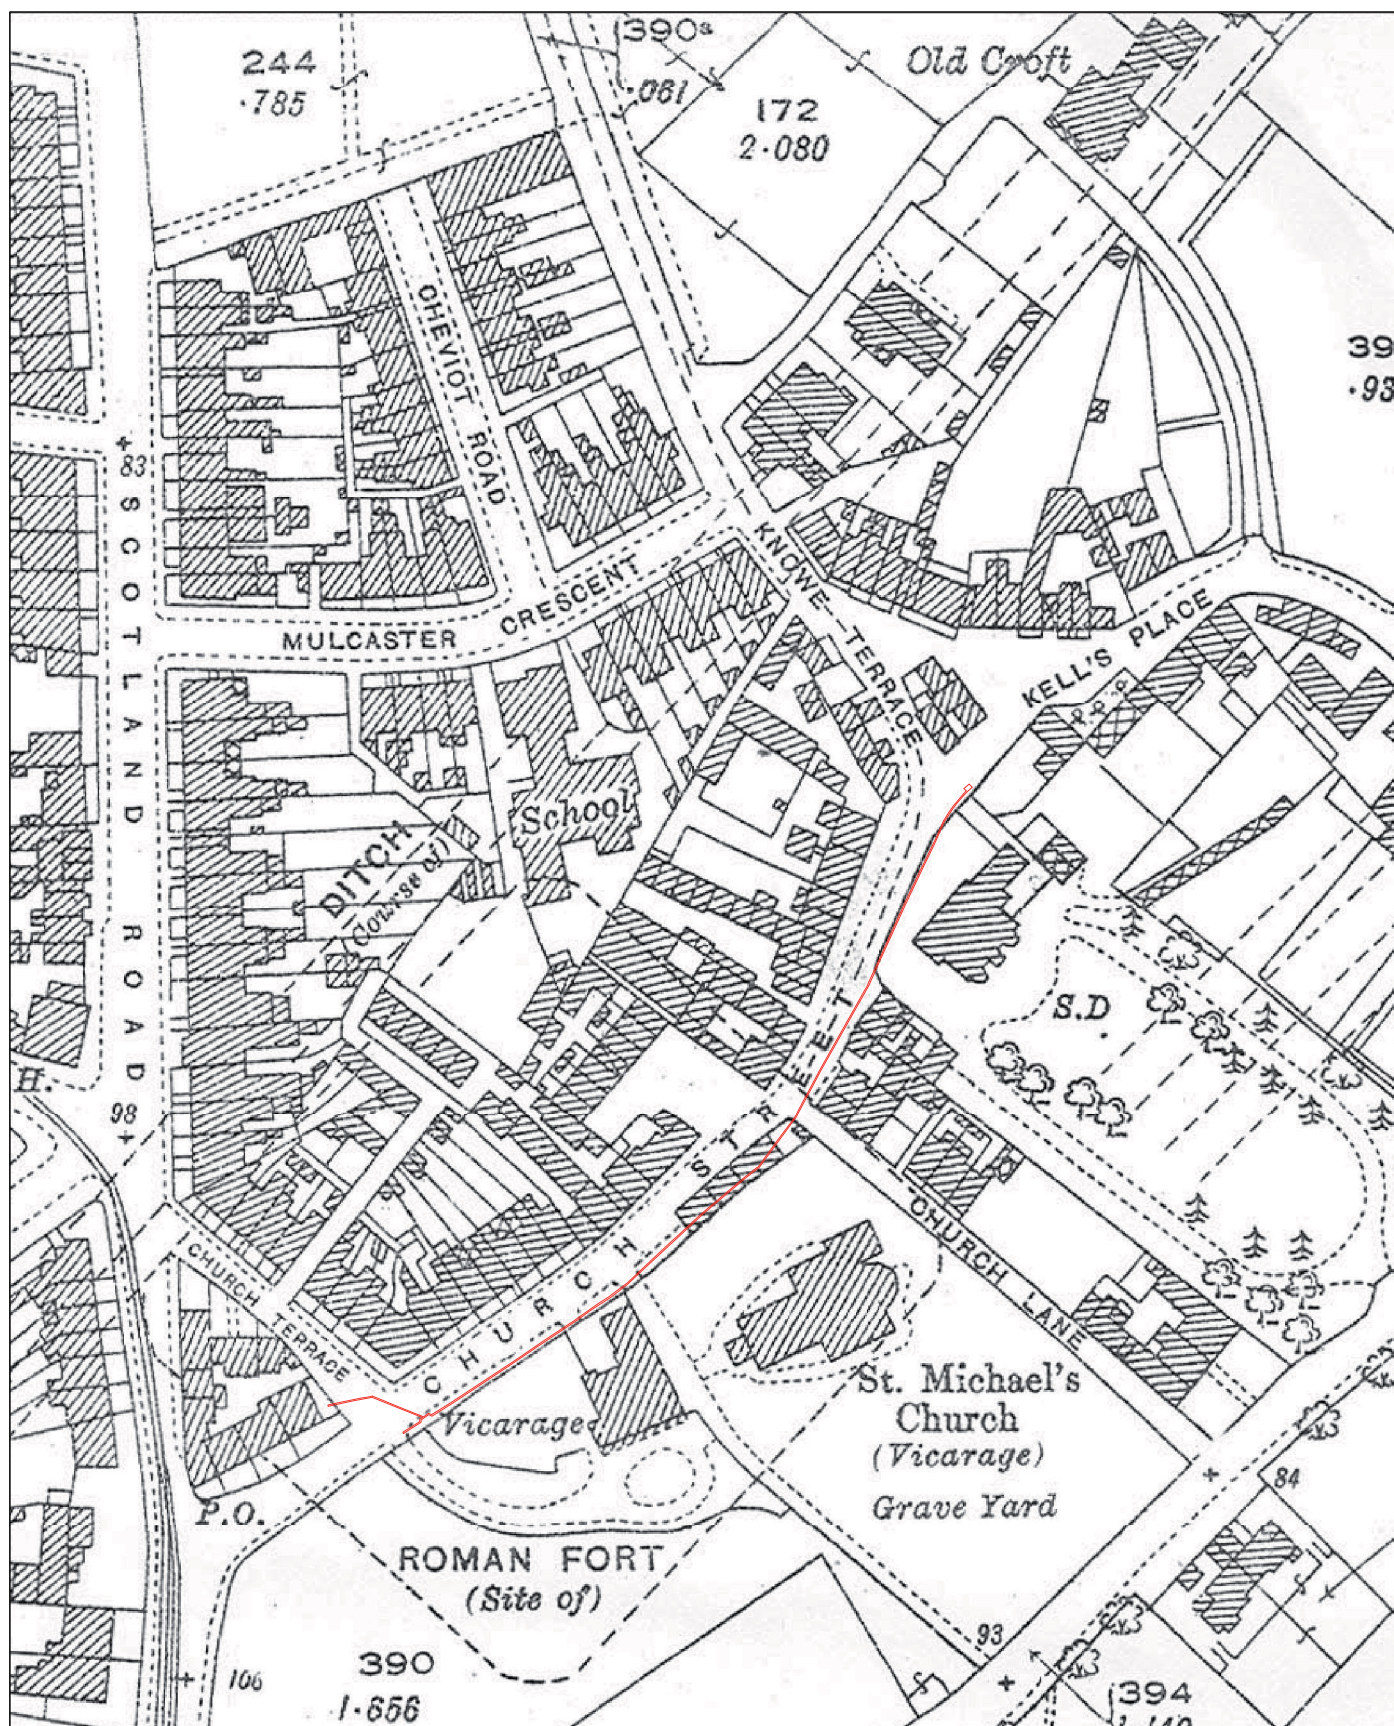 390ª
.061
244
.785
172
2.080
Old Croft
39
.93
CHEVIOT ROAD
83
SCOTLAND ROAD
MULCASTER CRESCENT
KNOWE TERRACE
KELL'S PLACE
School
DITCH
(Course of)
S.D.
H.
98
CHURCH STREET
CHURCH LANE
CHURCH TERRACE
Vicarage
St. Michael's
Church
(Vicarage)
Grave Yard
84
P.O.
ROMAN FORT
(Site of)
93
390
1.656
106
394
1.140